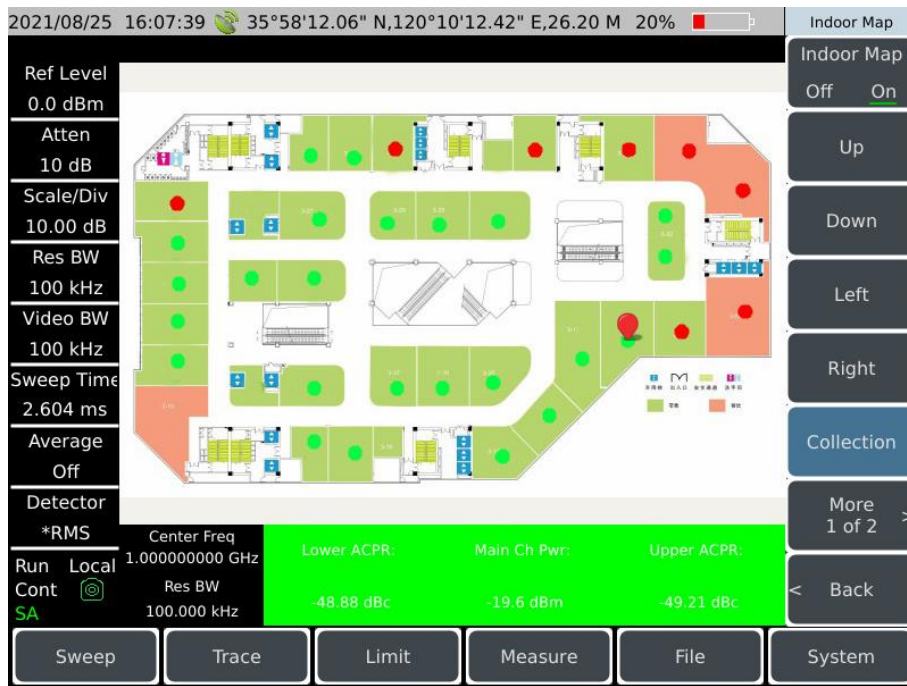 2021/08/25 16:07:39 35°58'12.06" N,120°10'12.42" E,26.20 M 20%
Indoor Map
Indoor Map
Off On
Up
Down
Left
Right
Collection
More
1 of 2 >
< Back
Ref Level
0.0 dBm
Atten
10 dB
Scale/Div
10.00 dB
Res BW
100 kHz
Video BW
100 kHz
Sweep Time
2.604 ms
Average
Off
Detector
*RMS
Run Local
Cont
SA
Center Freq
1.000000000 GHz
Res BW
100.000 kHz
Lower ACPR:
-48.88 dBc
Main Ch Pwr:
-19.6 dBm
Upper ACPR:
-49.21 dBc
Sweep
Trace
Limit
Measure
File
System